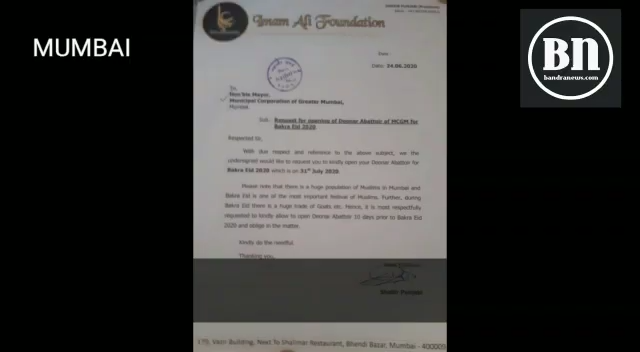 MUMBAI
BN
bandranews.com
Imam Ali Foundation
Date: 24.06.2020
To
Hon'ble Mayor,
Municipal Corporation of Greater Mumbai,
Mumbai.
Sub. Request for opening of Deonar Abattoir of MCGM for
Bakra Eid 2020
Respected Sir,
With due respect and reference to the above subject, we the
undersigned would like to request you to kindly open your Deonar Abattoir for
Bakra Eid 2020 which is on 31st July 2020.
Please note that there is a huge population of Muslims in Mumbai and
Bakra Eid is one of the most important festival of Muslims. Further, during
Bakra Eid there is a huge trade of Goats etc. Hence, it is most respectfully
requested to kindly allow to open Deonar Abattoir 10 days prior to Bakra Eid
2020 and oblige in the matter.
Kindly do the needful.
Thanking you,
Building, Next To Shalimar Restaurant, Bhendi Bazar, Mumbai - 400003